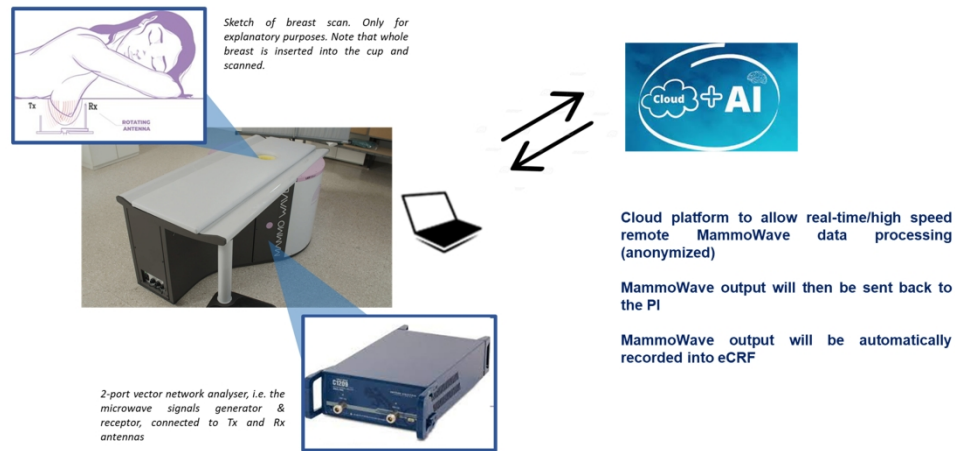 Sketch of breast scan. Only for
explanatory purposes. Note that whole
breast is inserted into the cup and
scanned.
Tx
Rx
ROTATING
ANTENNA
MAMMOWAVE
Cloud + AI
Cloud platform to allow real-time/high speed
remote MammoWave data processing
(anonymized)
MammoWave output will then be sent back to
the PI
MammoWave output will be automatically
recorded into eCRF
2-port vector network analyser, i.e. the
microwave signals generator &
receptor, connected to Tx and Rx
antennas
C1209